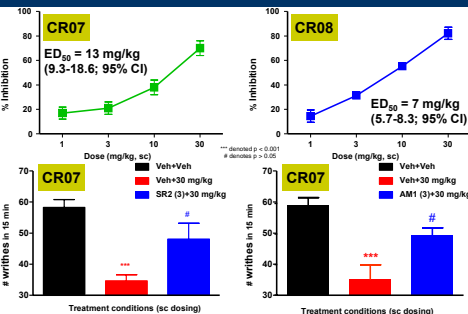 CR07
ED50 = 13 mg/kg
(9.3-18.6; 95% CI)
% Inhibition
100
80
60
40
20
0
1
3
10
30
Dose (mg/kg, sc)
CR08
ED50 = 7 mg/kg
(5.7-8.3; 95% CI)
% Inhibition
100
80
60
40
20
0
1
3
10
30
Dose (mg/kg, sc)
*** denoted p < 0.001
# denotes p > 0.05
CR07
Veh+Veh
Veh+30 mg/kg
SR2 (3)+30 mg/kg
# writhes in 15 min
70
60
50
40
30
***
#
Treatment conditions (sc dosing)
CR07
Veh+Veh
Veh+30 mg/kg
AM1 (3)+30 mg/kg
# writhes in 15 min
70
60
50
40
30
***
#
Treatment conditions (sc dosing)